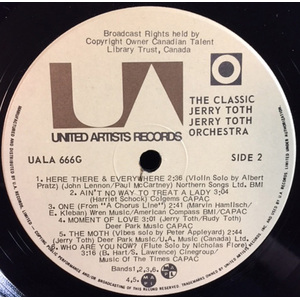 Broadcast Rights held by
Copyright Owner Canadian Talent
Library Trust, Canada
UA
UNITED ARTISTS RECORDS
THE CLASSIC
JERRY TOTH
JERRY TOTH
ORCHESTRA
UALA 666G
SIDE 2
1. HERE THERE & EVERYWHERE 2:36 (Violin Solo by Albert
Pratz) (John Lennon/Paul McCartney) Northern Songs Ltd. BMI
2. AIN'T NO WAY TO TREAT A LADY 3:04
(Harriet Schock) Colgems CAPAC
3. ONE (From "A Chorus Line") 2:41 (Marvin Hamlisch/
E. Kleban) Wren Music/American Compass BMI/CAPAC
4. MOMENT OF LOVE 3:01 (Jerry Toth/Rudy Toth)
Deer Park Music CAPAC
5. THE MOTH (Vibes solo by Peter Appleyard) 2:44 (Jerry
Toth) Deer Park Music/U.A. Music (Canada) Ltd. CAPAC
6. WHO ARE YOU NOW? (Flute Solo by Nicholas Fiore)
3:16 (B. Hart/S. Lawrence) Cinegroup/
Music Of The Times CAPAC
Bands 1,2,3,6.
4,5.